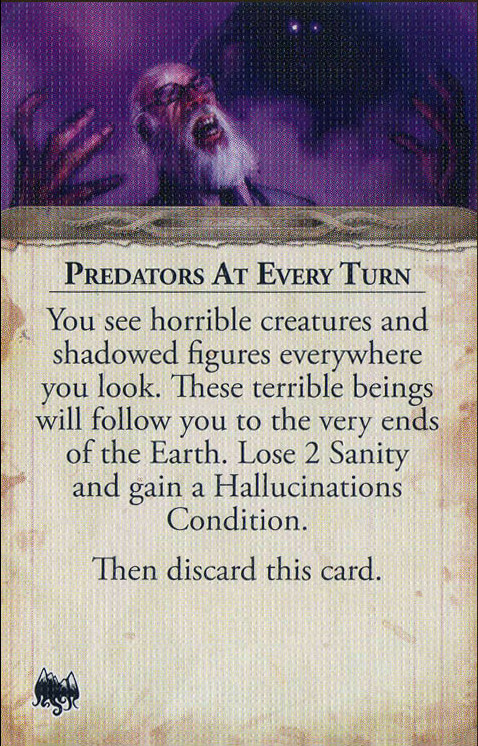 Predators At Every Turn
You see horrible creatures and
shadowed figures everywhere
you look. These terrible beings
will follow you to the very ends
of the Earth. Lose 2 Sanity
and gain a Hallucinations
Condition.
Then discard this card.